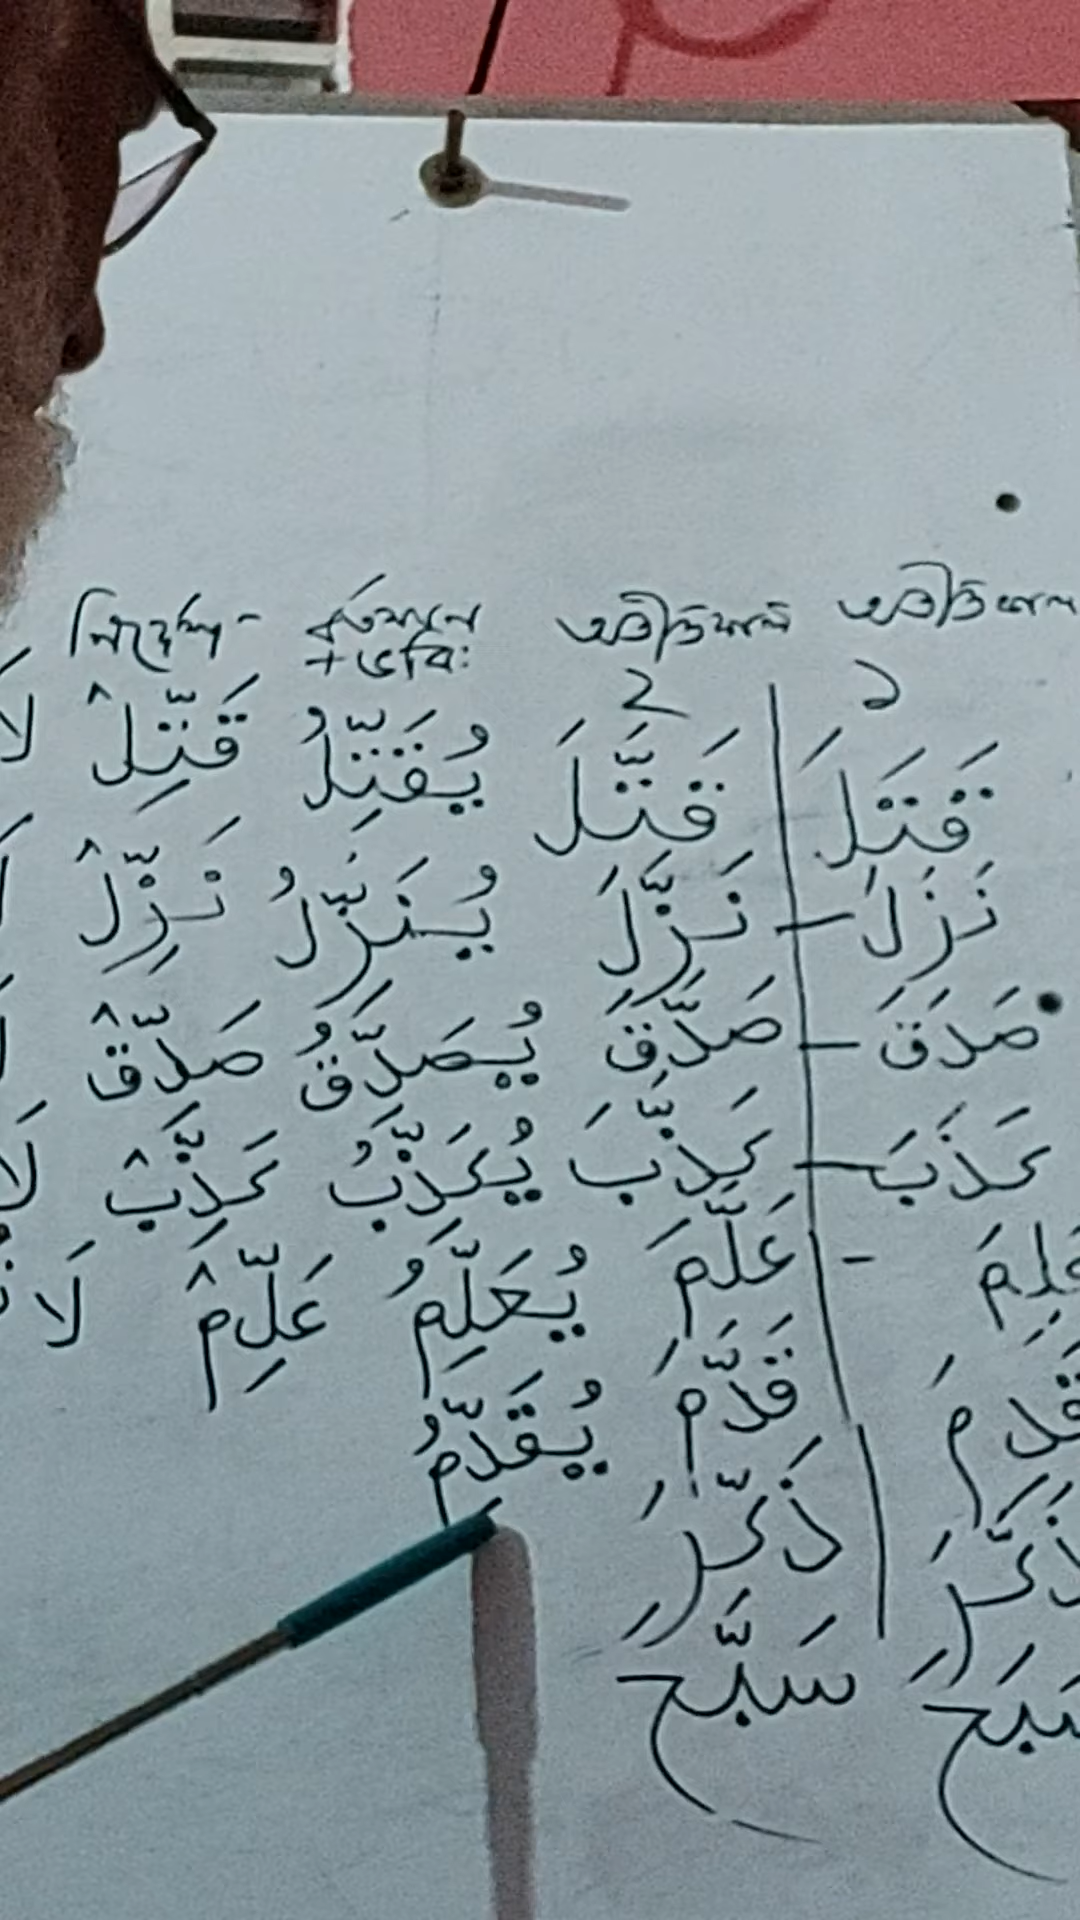 অতীতকাল অতীতকাল বর্তমান নির্দেশ-
১ ২ + ভবি:
قَتَلَ قَتَّلَ يُقَتِّلُ قَتِّلْ لَا
نَزَلَ — نَزَّلَ يُنَزِّلُ نَزِّلْ
صَدَقَ — صَدَّقَ يُصَدِّقُ صَدِّقْ
عَذَبَ — عَذَّبَ يُعَذِّبُ عَذِّبْ لَا
عَلِمَ - عَلَّمَ يُعَلِّمُ عَلِّمْ لَا
قَدَمَ قَدَّمَ يُقَدِّمُ
ذَكَّرَ ذَكَّرَ
سَبَحَ سَبَّحَ